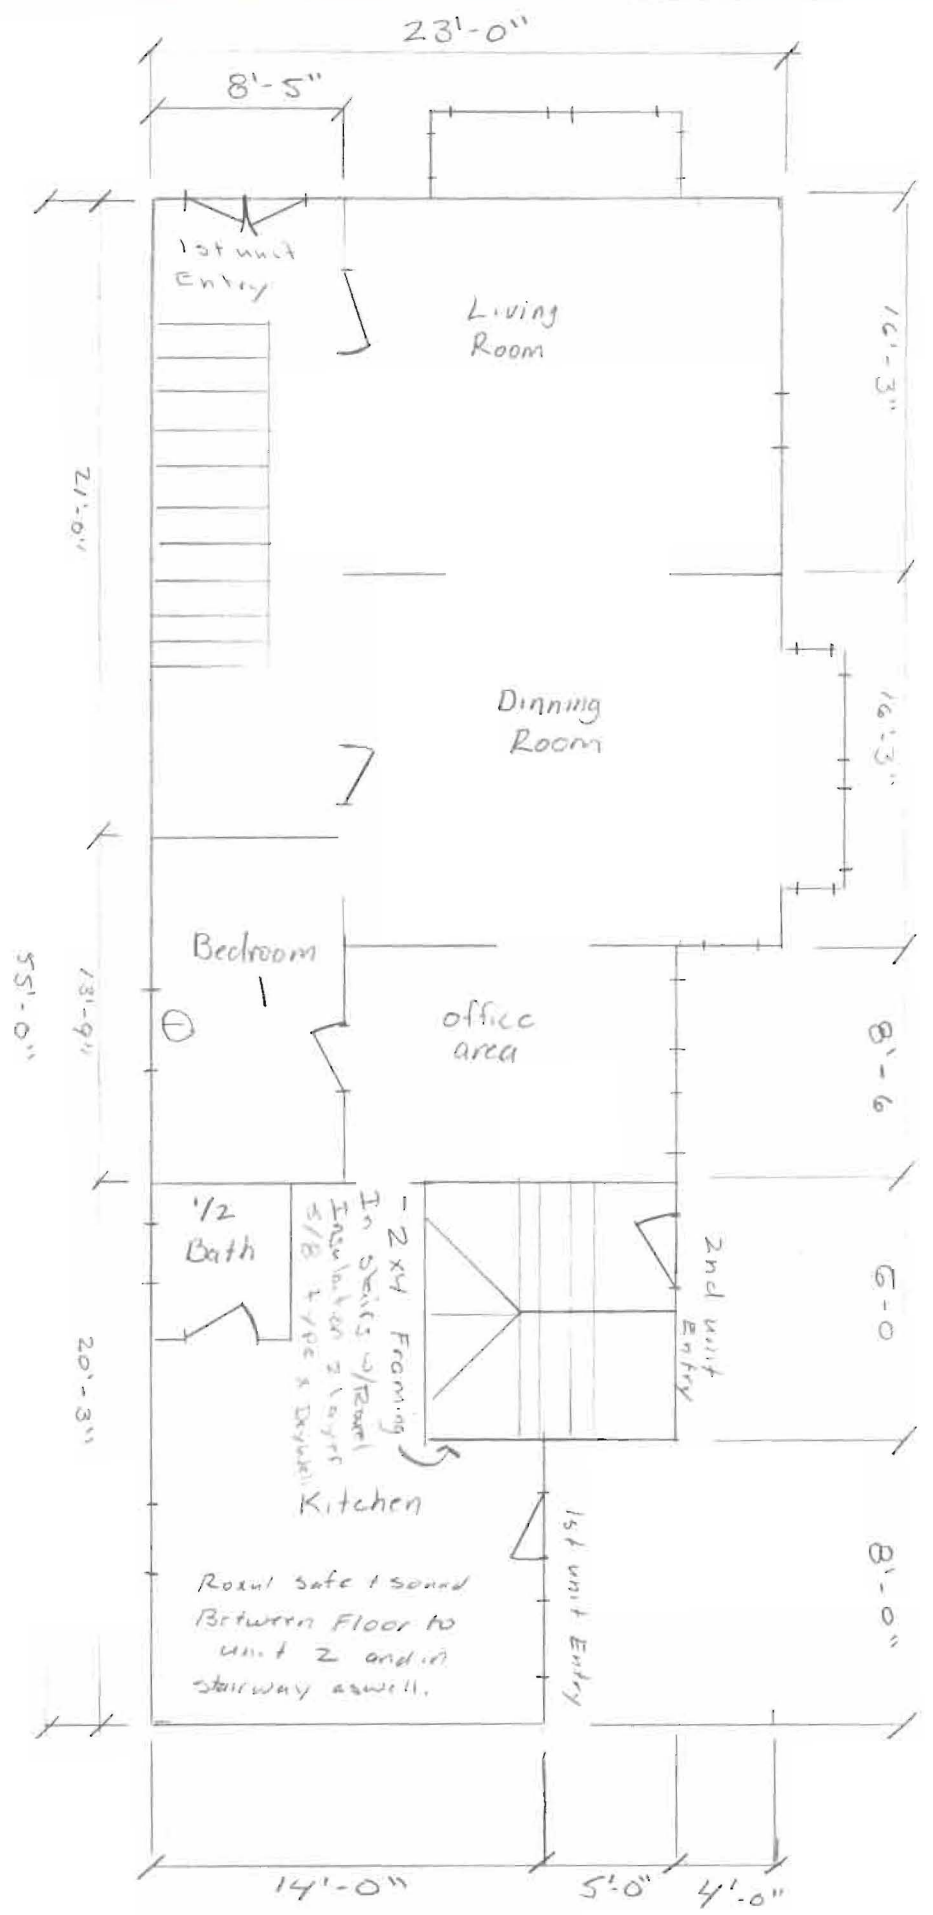 23'-0"
8'-5"
1st unit
Entry
Living
Room
16'-3"
21'-0"
Dinning
Room
16'-3"
Bedroom
1
office
area
8'-6
55'-0"
13'-9"
1/2
Bath
- 2x4 Framing
In stairs w/Roxul
Insulation 2 layer
5/8 type x Drywall
2nd unit
Entry
20'-3"
Kitchen
1st unit Entry
8'-0"
Roxul safe & sound
Between Floor to
unit 2 and in
stairway aswell.
14'-0"
5'-0"
4'-0"